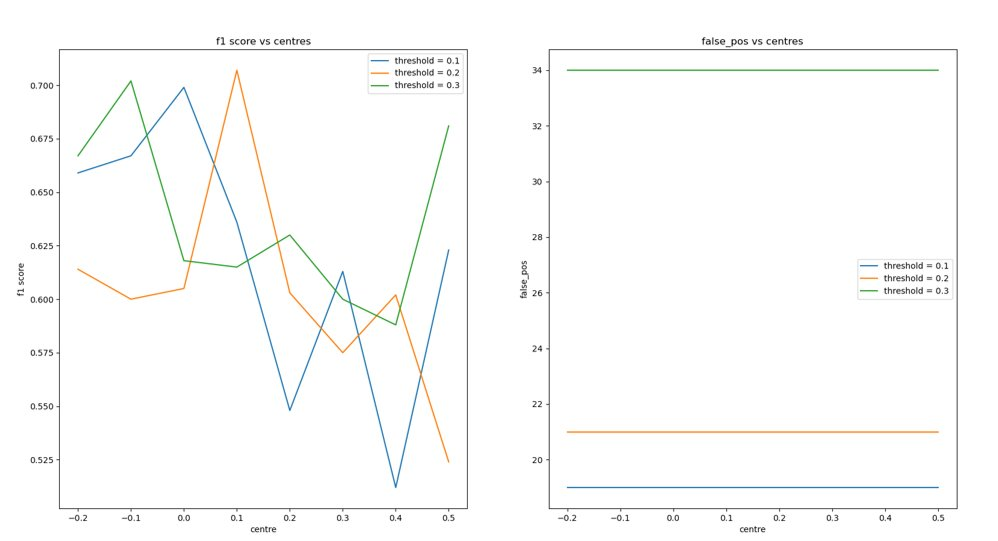 f1 score vs centres
f1 score
0.700
0.675
0.650
0.625
0.600
0.575
0.550
0.525
threshold = 0.1
threshold = 0.2
threshold = 0.3
−0.2 −0.1 0.0 0.1 0.2 0.3 0.4 0.5
centre
false_pos vs centres
false_pos
34
32
30
28
26
24
22
20
threshold = 0.1
threshold = 0.2
threshold = 0.3
−0.2 −0.1 0.0 0.1 0.2 0.3 0.4 0.5
centre